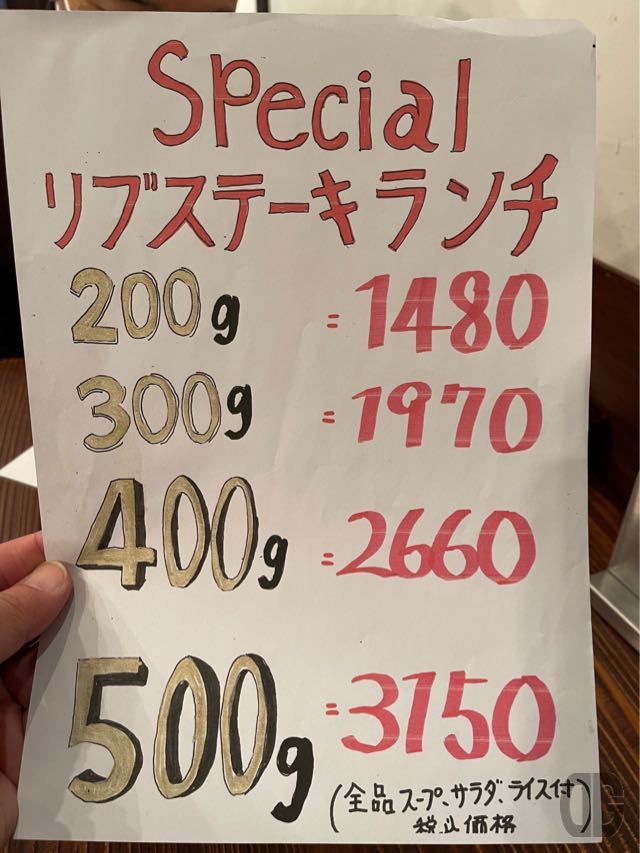 Special
リブステーキランチ
200g = 1480
300g = 1970
400g = 2660
500g = 3150
(全品スープ、サラダ、ライス付)
税込価格